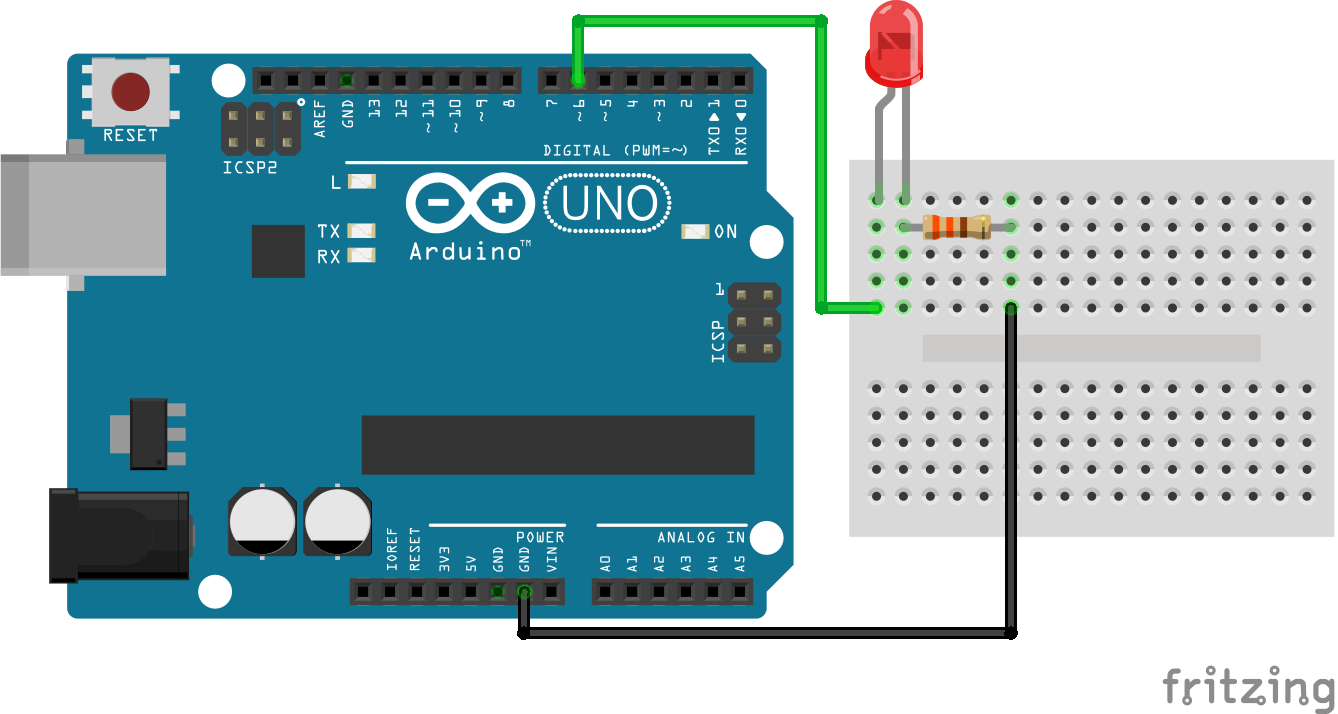 RESET
ICSP2
AREF
GND
13
12
~11
~10
~9
8
7
~6
~5
4
~3
2
TX0▶1
RX0◀0
DIGITAL (PWM=~)
L
TX
RX
Arduino™
UNO
ON
1
ICSP
IOREF
RESET
3V3
5V
GND
GND
VIN
POWER
A0
A1
A2
A3
A4
A5
ANALOG IN
fritzing